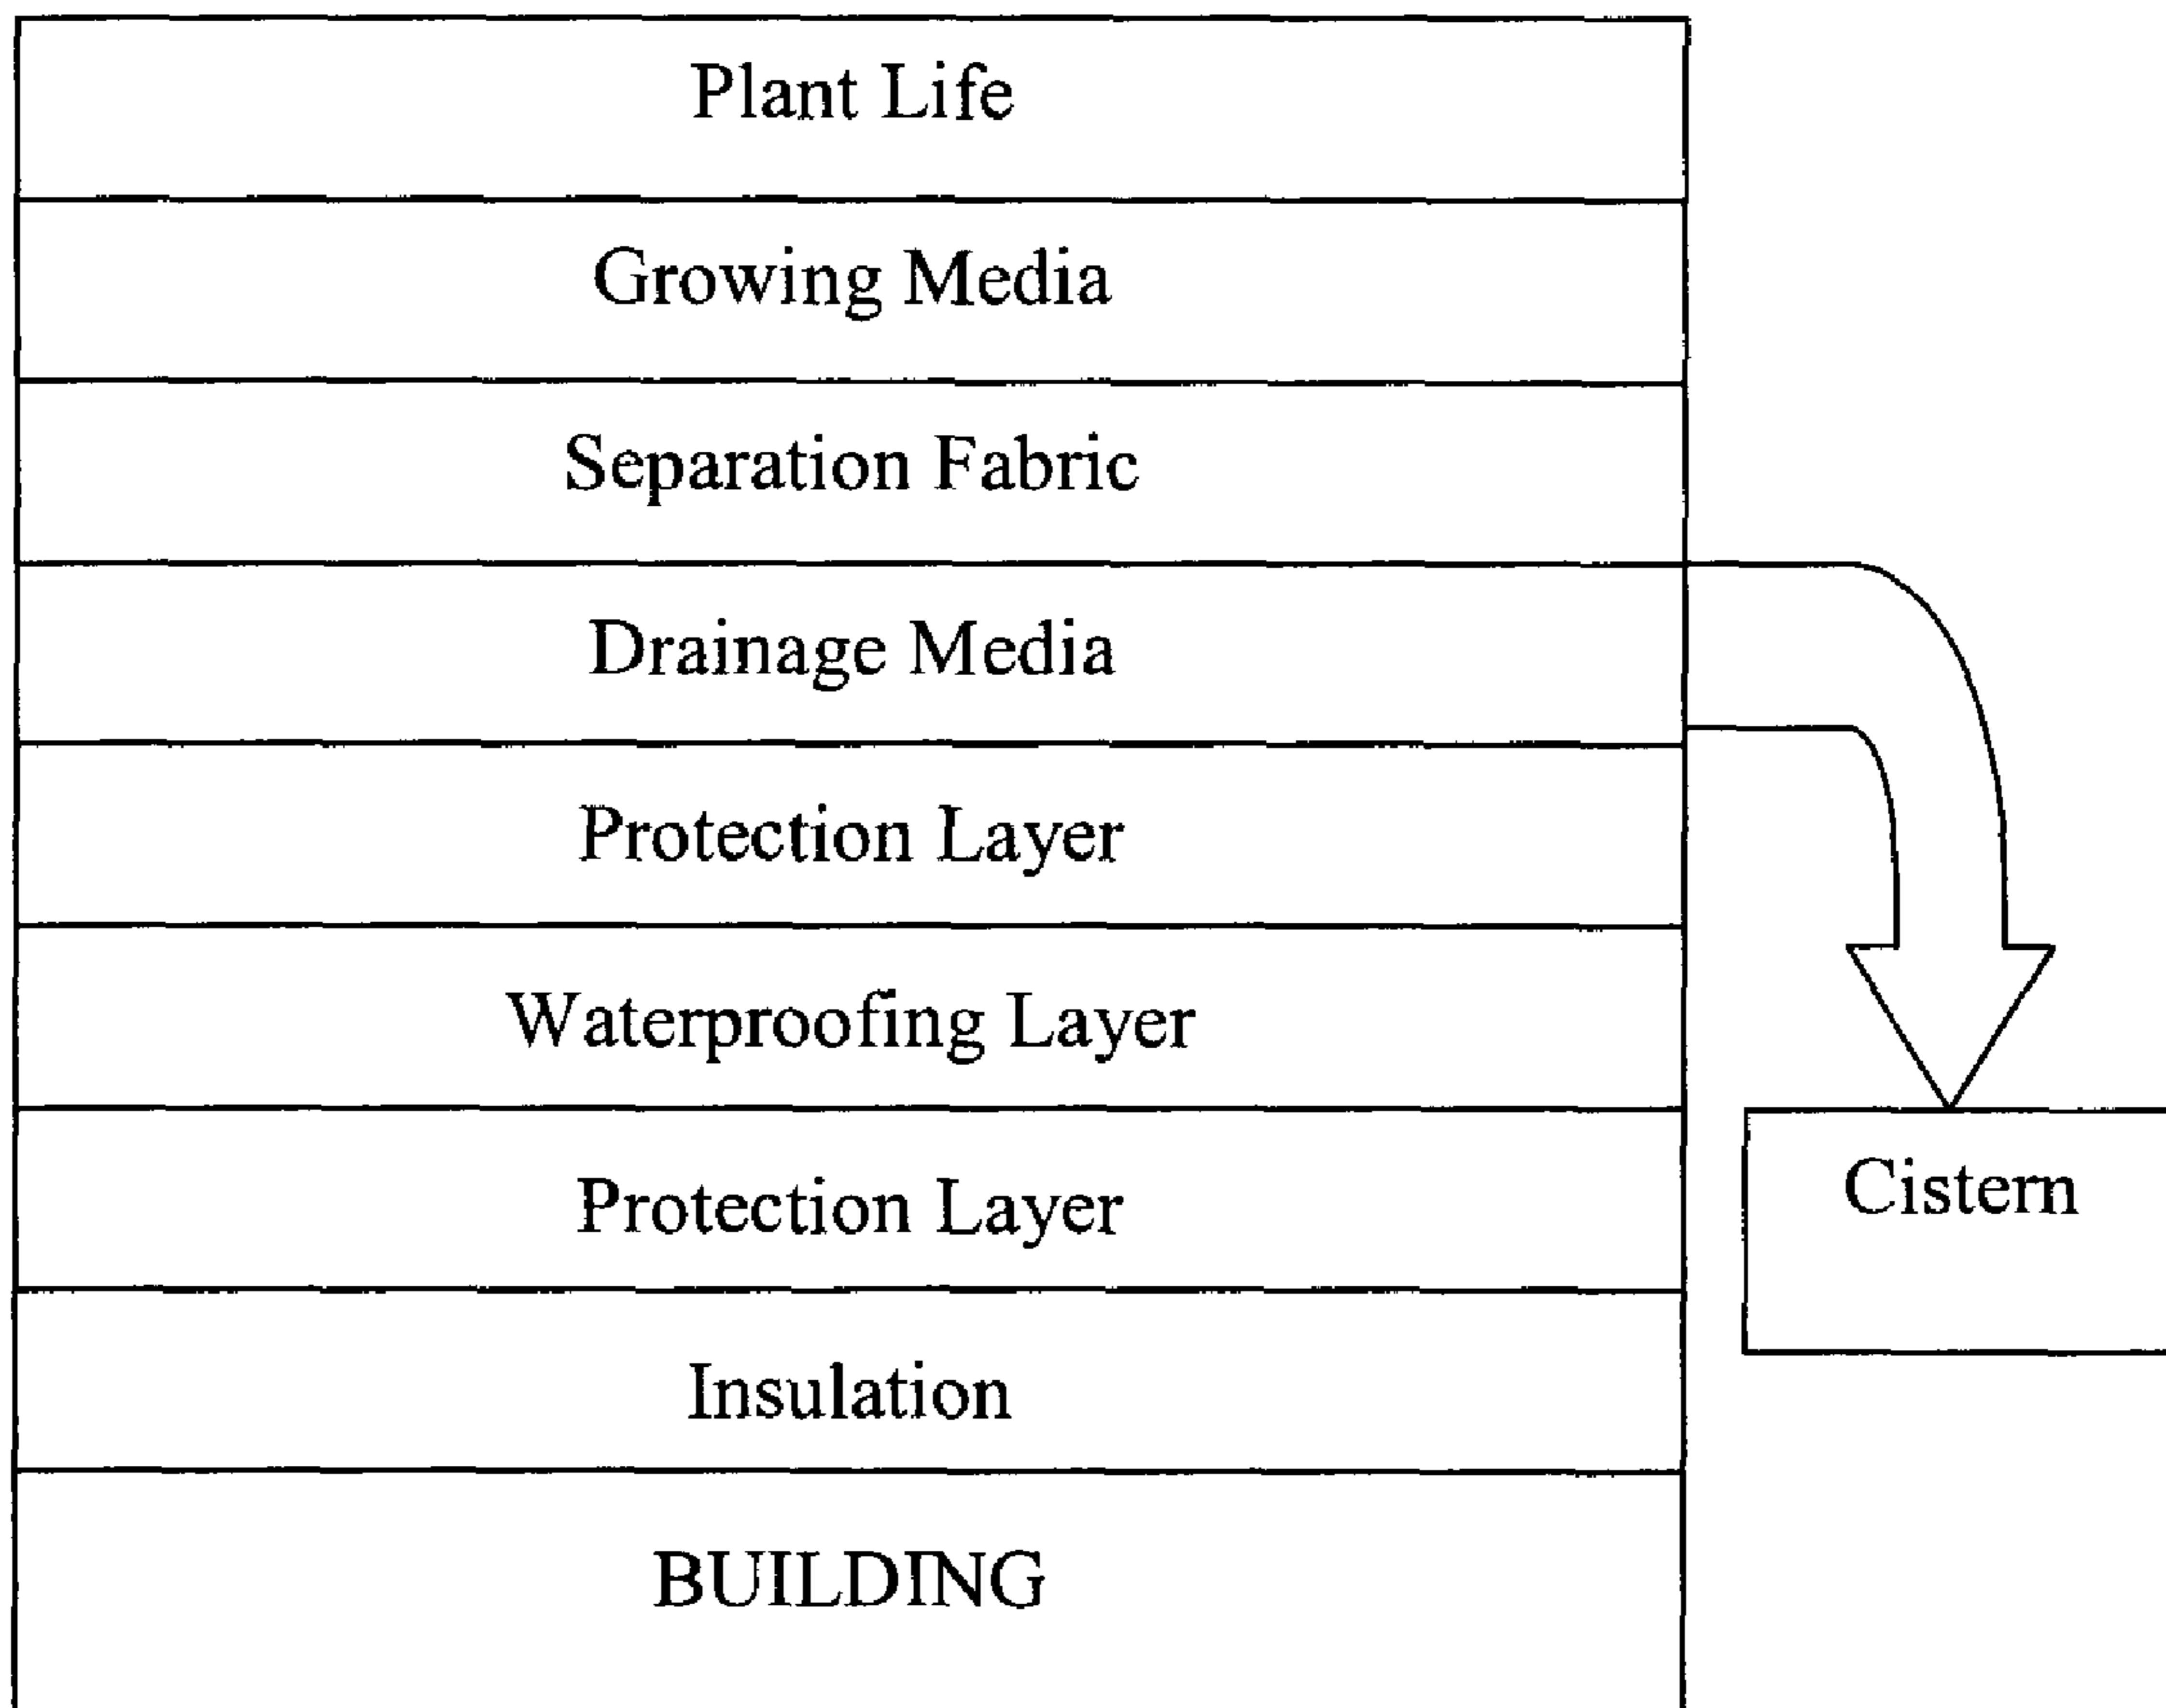 Plant Life
Growing Media
Separation Fabric
Drainage Media
Protection Layer
Waterproofing Layer
Protection Layer
Cistern
Insulation
BUILDING